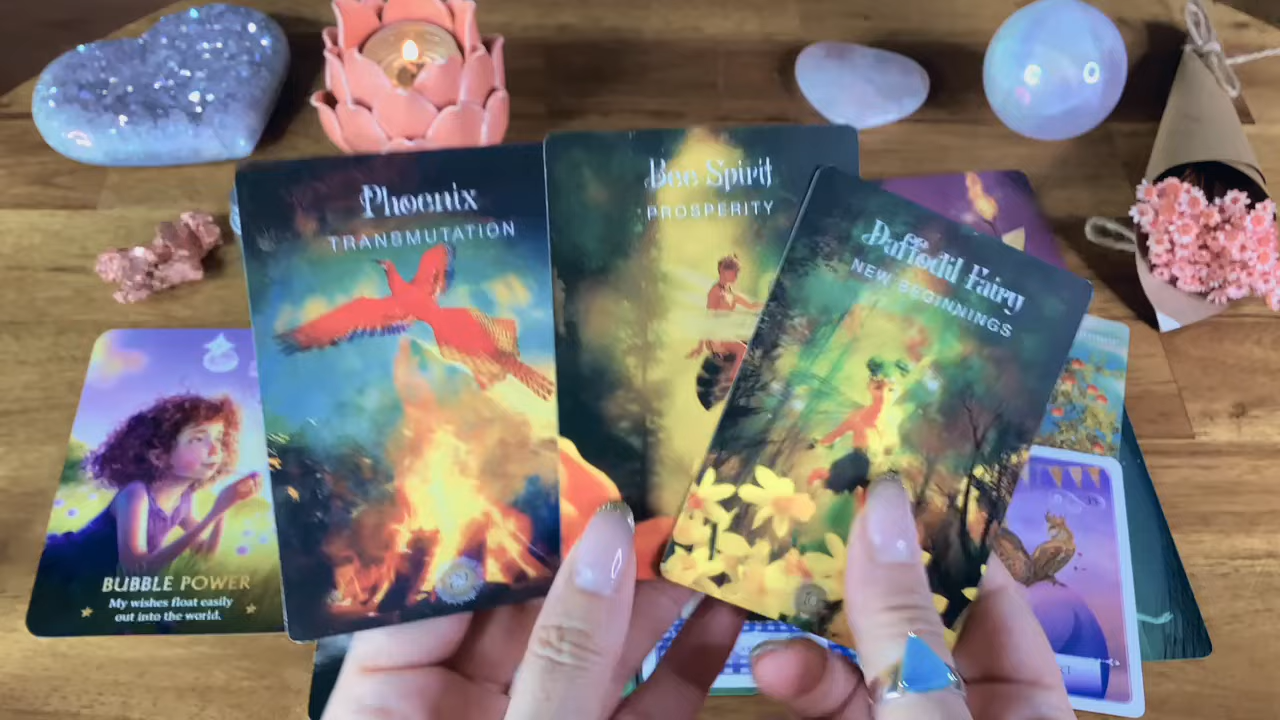 Phoenix
TRANSMUTATION
Bee Spirit
PROSPERITY
Daffodil Fairy
NEW BEGINNINGS
BUBBLE POWER
My wishes float easily
out into the world.